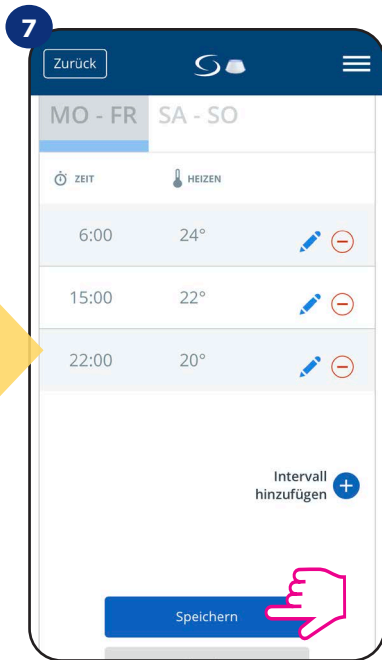 7
Zurück
MO - FR SA - SO
ZEIT HEIZEN
6:00 24°
15:00 22°
22:00 20°
Intervall
hinzufügen
Speichern